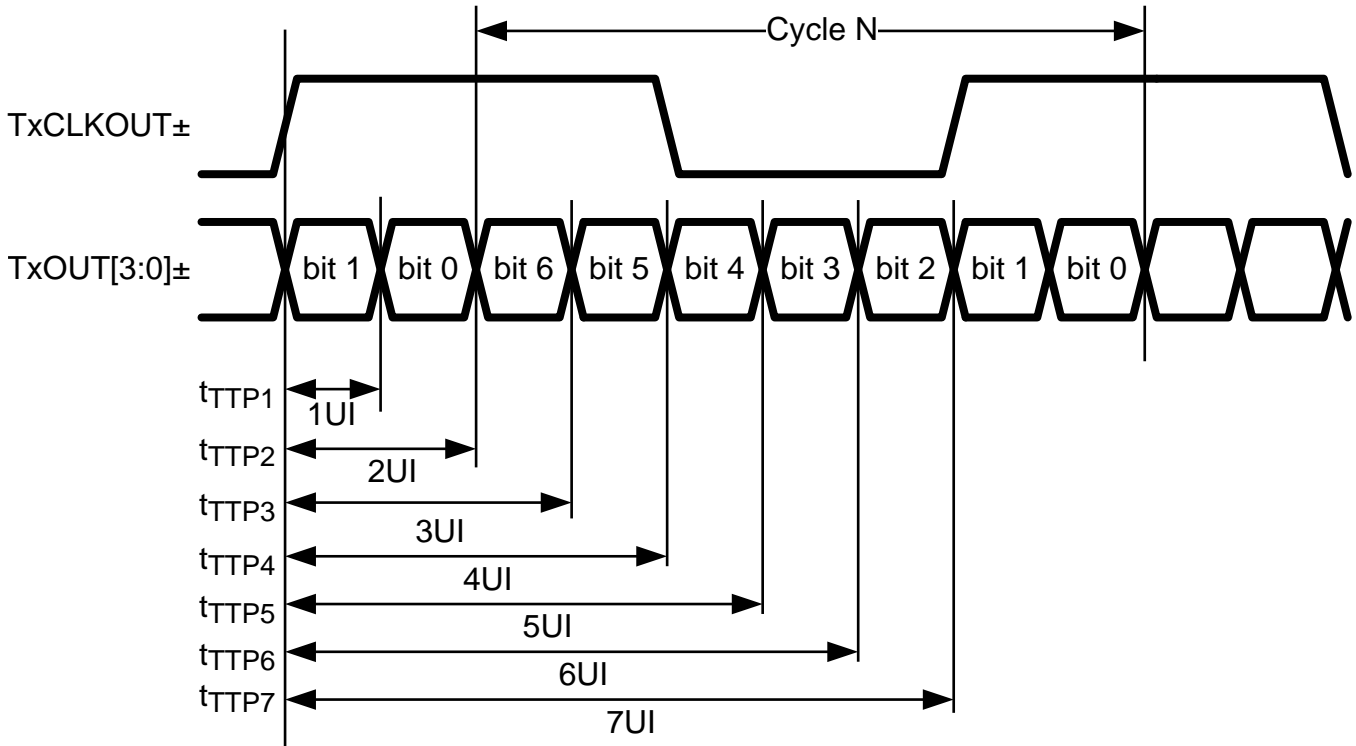 Cycle N
TxCLKOUT±
TxOUT[3:0]±
bit 1 bit 0 bit 6 bit 5 bit 4 bit 3 bit 2 bit 1 bit 0
tTTP1
1UI
tTTP2
2UI
tTTP3
3UI
tTTP4
4UI
tTTP5
5UI
tTTP6
6UI
tTTP7
7UI